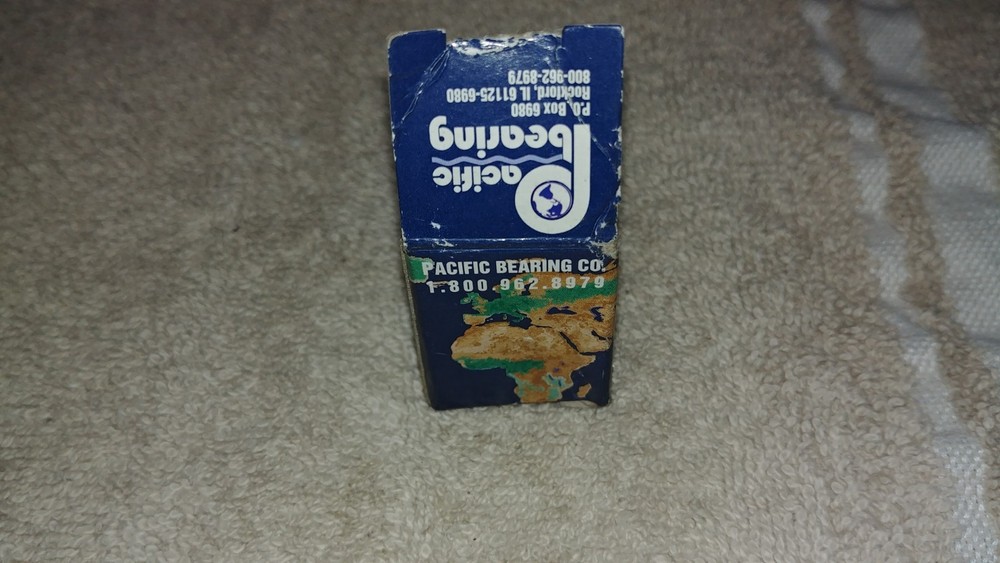 Pacific
bearing
P.O. Box 6980
Rockford, IL 61125-6980
800-962-8979
PACIFIC BEARING CO.
1.800.962.8979